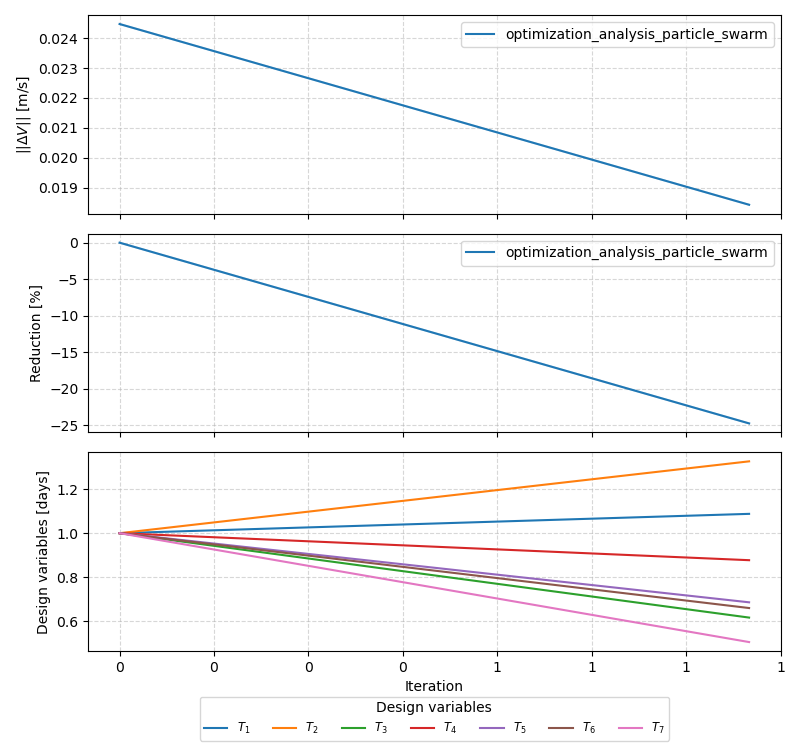 0.024
0.023
0.022
0.021
0.020
0.019
||ΔV|| [m/s]
optimization_analysis_particle_swarm
0
−5
−10
−15
−20
−25
Reduction [%]
optimization_analysis_particle_swarm
1.2
1.0
0.8
0.6
Design variables [days]
0 0 0 0 1 1 1 1
Iteration
Design variables
T₁ T₂ T₃ T₄ T₅ T₆ T₇